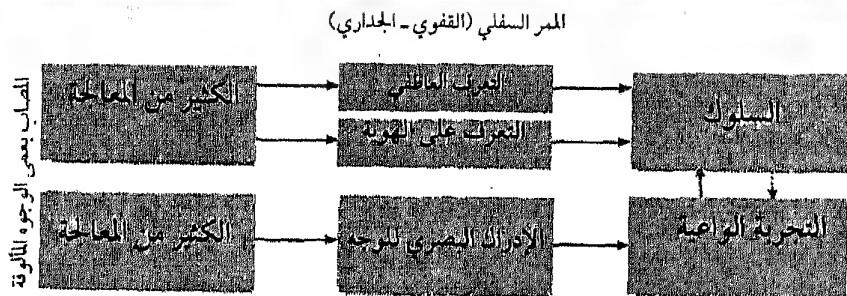 الممر السفلي (القفوي - الجداري)
المصاب بعمى الوجوه المألوفة
الكثير من المعالجة
التعرف العاطفي
التعرف على الهوية
السلوك
الكثير من المعالجة
الإدراك البصري للوجه
التجربة الواعية